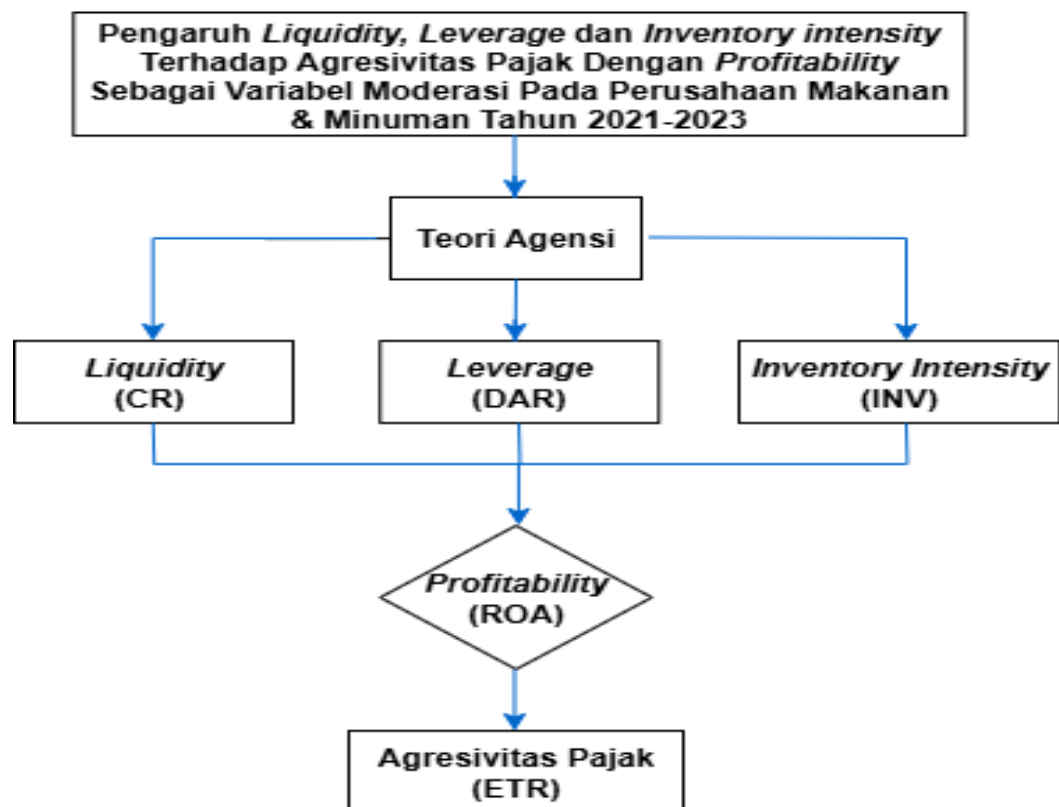 Pengaruh Liquidity, Leverage dan Inventory intensity
Terhadap Agresivitas Pajak Dengan Profitability
Sebagai Variabel Moderasi Pada Perusahaan Makanan
& Minuman Tahun 2021-2023
Teori Agensi
Liquidity
(CR)
Leverage
(DAR)
Inventory Intensity
(INV)
Profitability
(ROA)
Agresivitas Pajak
(ETR)